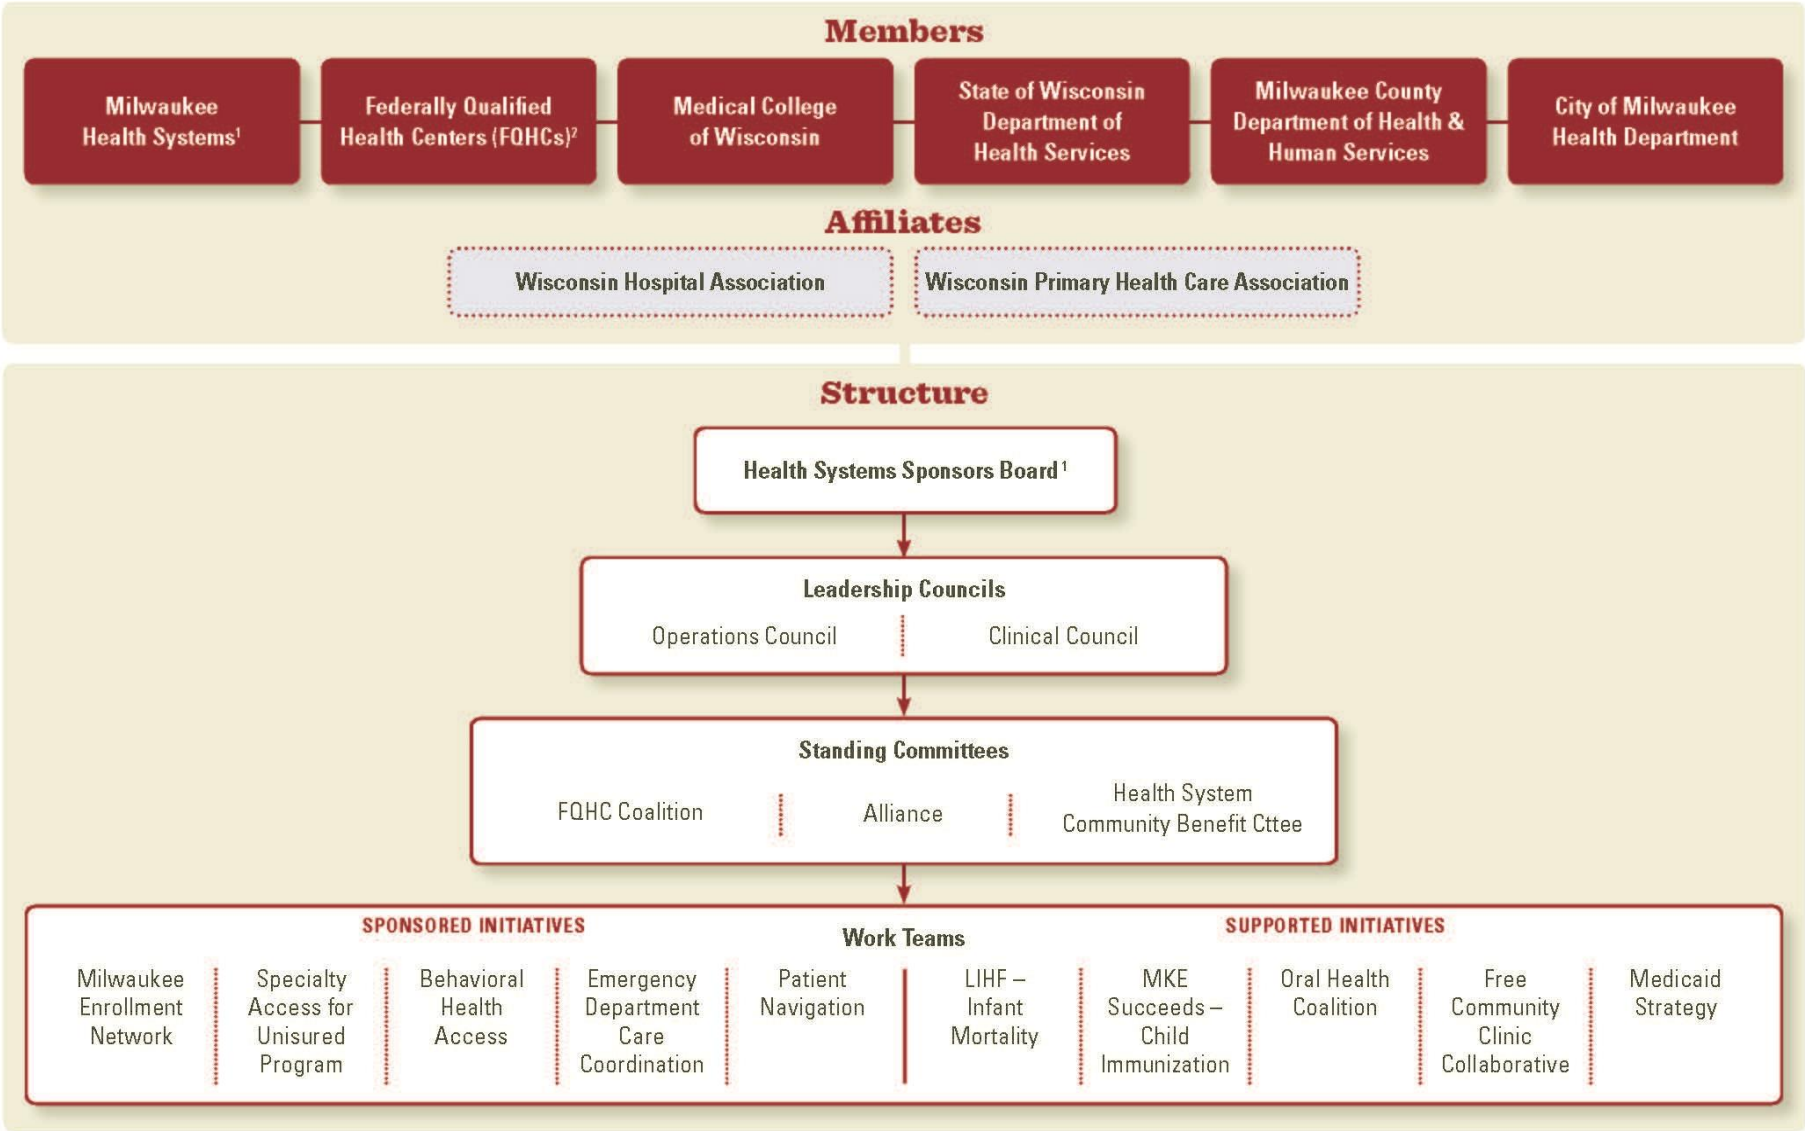 Members
Milwaukee
Health Systems¹
Federally Qualified
Health Centers (FQHCs)²
Medical College
of Wisconsin
State of Wisconsin
Department of
Health Services
Milwaukee County
Department of Health &
Human Services
City of Milwaukee
Health Department
Affiliates
Wisconsin Hospital Association
Wisconsin Primary Health Care Association
Structure
Health Systems Sponsors Board¹
Leadership Councils
Operations Council
Clinical Council
Standing Committees
FQHC Coalition
Alliance
Health System
Community Benefit Cttee
SPONSORED INITIATIVES
Work Teams
SUPPORTED INITIATIVES
Milwaukee
Enrollment
Network
Specialty
Access for
Unisured
Program
Behavioral
Health
Access
Emergency
Department
Care
Coordination
Patient
Navigation
LIHF –
Infant
Mortality
MKE
Succeeds –
Child
Immunization
Oral Health
Coalition
Free
Community
Clinic
Collaborative
Medicaid
Strategy